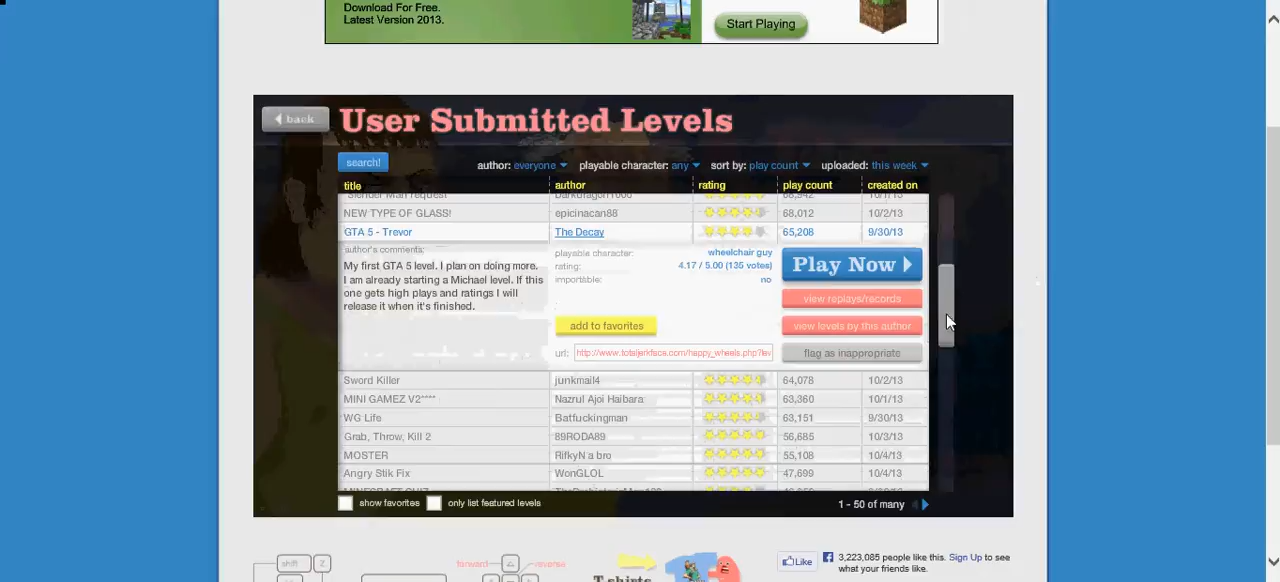 Download For Free.
Latest Version 2013.
Start Playing
back
User Submitted Levels
search!
author: everyone playable character: any sort by: play count uploaded: this week
title author rating play count created on
NEW TYPE OF GLASS! epicinacan88 68,012 10/2/13
GTA 5 - Trevor The Decay 65,208 9/30/13
author's comments:
My first GTA 5 level. I plan on doing more.
I am already starting a Michael level. If this
one gets high plays and ratings I will
release it when it's finished.
playable character: wheelchair guy
rating: 4.17 / 5.00 (135 votes)
importable: no
Play Now
view replays/records
add to favorites
view levels by this author
url: http://www.totaljerkface.com/happy_wheels.php?lev
flag as inappropriate
Sword Killer junkmail4 64,078 10/2/13
MINI GAMEZ V2**** Nazrul Ajoi Haibara 63,360 10/1/13
WG Life Batfuckingman 63,151 9/30/13
Grab, Throw, Kill 2 89RODA89 56,685 10/3/13
MOSTER RifkyN a bro 55,108 10/4/13
Angry Stik Fix WonGLOL 47,699 10/4/13
show favorites only list featured levels 1 - 50 of many
shift Z
forward reverse
T-shirts
Like 3,223,085 people like this. Sign Up to see
what your friends like.